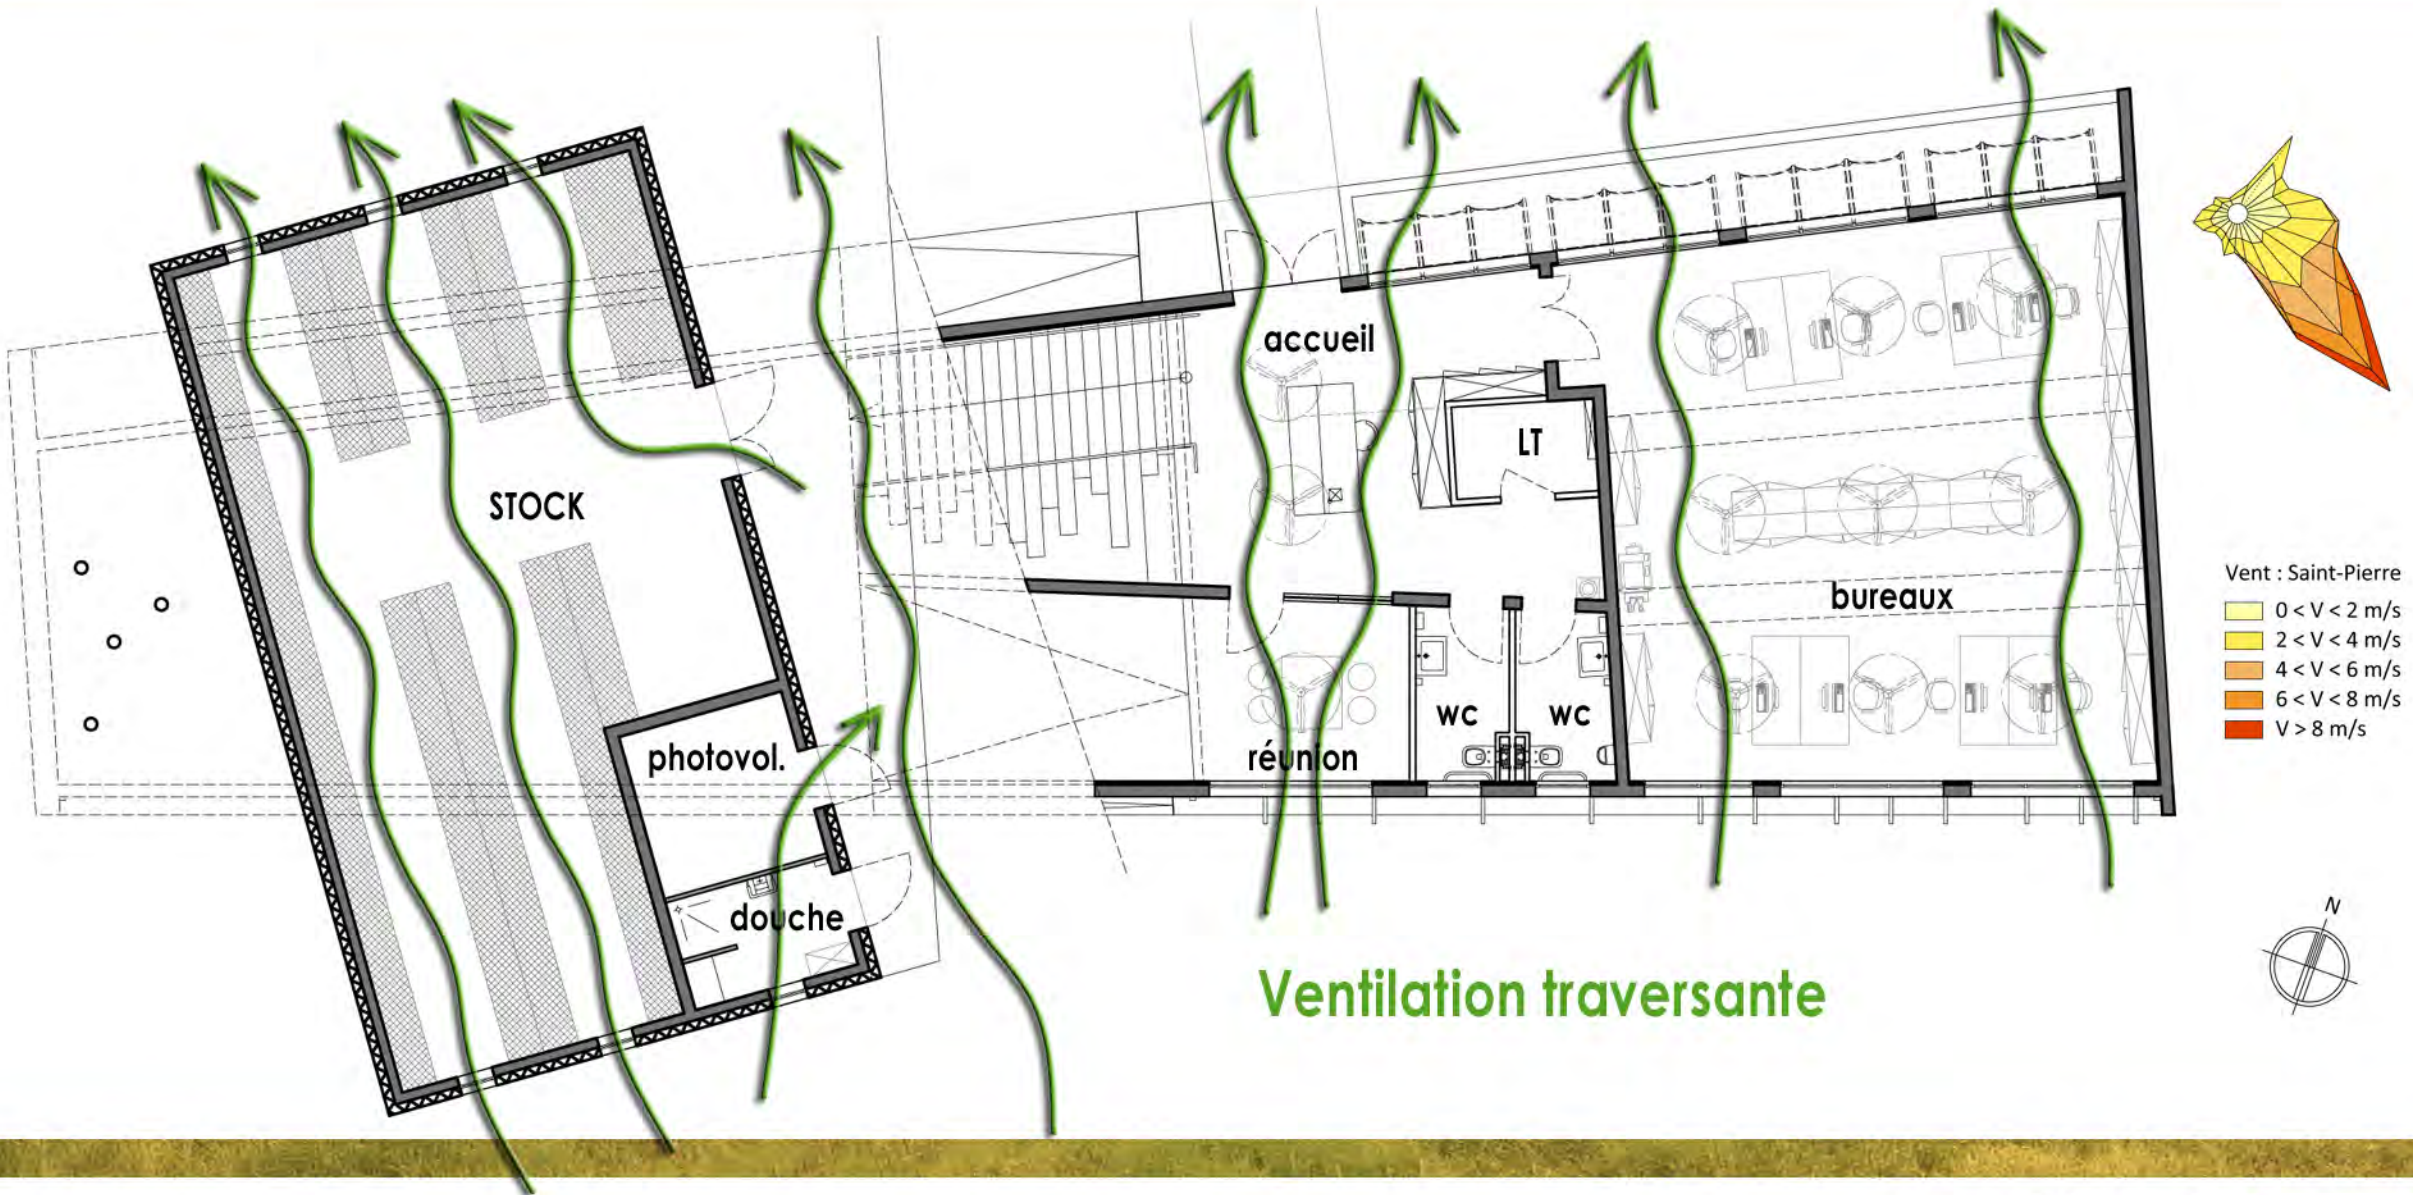 accueil
LT
STOCK
bureaux
Vent : Saint-Pierre
0 < V < 2 m/s
2 < V < 4 m/s
4 < V < 6 m/s
6 < V < 8 m/s
V > 8 m/s
wc
wc
photovol.
réunion
douche
N
Ventilation traversante